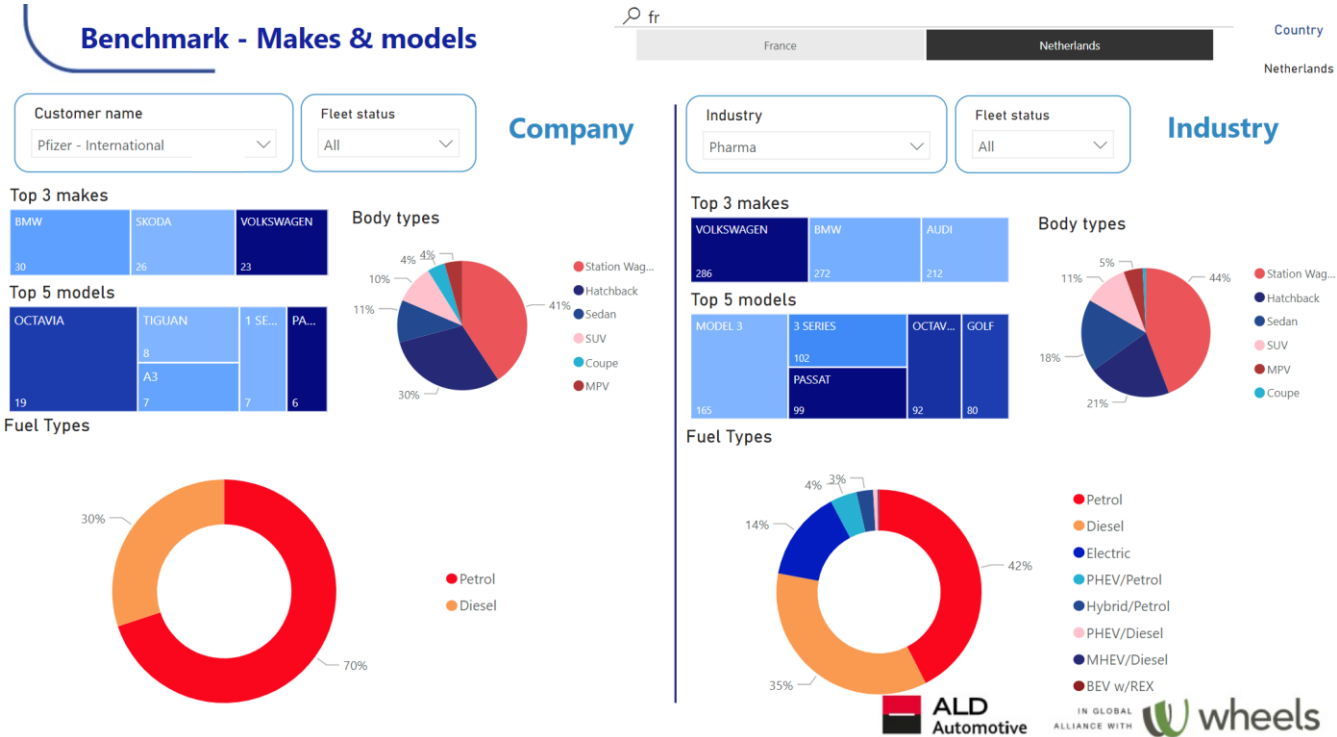 Benchmark - Makes & models
fr
France
Netherlands
Country
Netherlands
Customer name
Pfizer - International
Fleet status
All
Company
Top 3 makes
BMW
30
SKODA
26
VOLKSWAGEN
23
Top 5 models
OCTAVIA
19
TIGUAN
8
A3
7
1 SE...
7
PA...
6
Body types
4%
4%
10%
11%
30%
41%
Station Wag...
Hatchback
Sedan
SUV
Coupe
MPV
Fuel Types
30%
70%
Petrol
Diesel
Industry
Pharma
Fleet status
All
Industry
Top 3 makes
VOLKSWAGEN
286
BMW
272
AUDI
212
Top 5 models
MODEL 3
165
3 SERIES
102
PASSAT
99
OCTAV...
92
GOLF
80
Body types
5%
11%
18%
21%
44%
Station Wag...
Hatchback
Sedan
SUV
MPV
Coupe
Fuel Types
3%
4%
14%
35%
42%
Petrol
Diesel
Electric
PHEV/Petrol
Hybrid/Petrol
PHEV/Diesel
MHEV/Diesel
BEV w/REX
ALD
Automotive
IN GLOBAL
ALLIANCE WITH
wheels